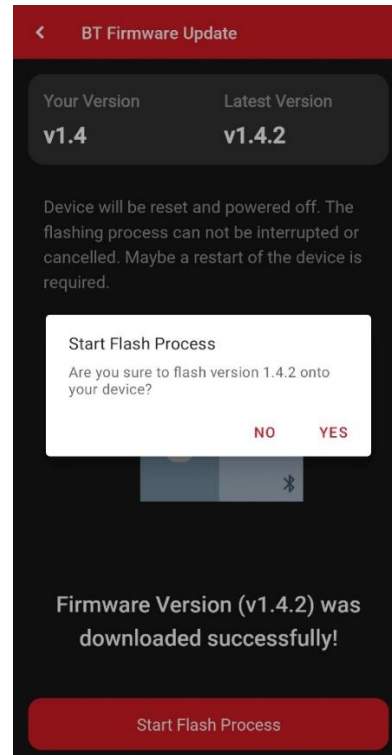 BT Firmware Update
Your Version
Latest Version
v1.4
v1.4.2
Device will be reset and powered off. The
flashing process can not be interrupted or
cancelled. Maybe a restart of the device is
required.
Start Flash Process
Are you sure to flash version 1.4.2 onto
your device?
NO
YES
Firmware Version (v1.4.2) was
downloaded successfully!
Start Flash Process